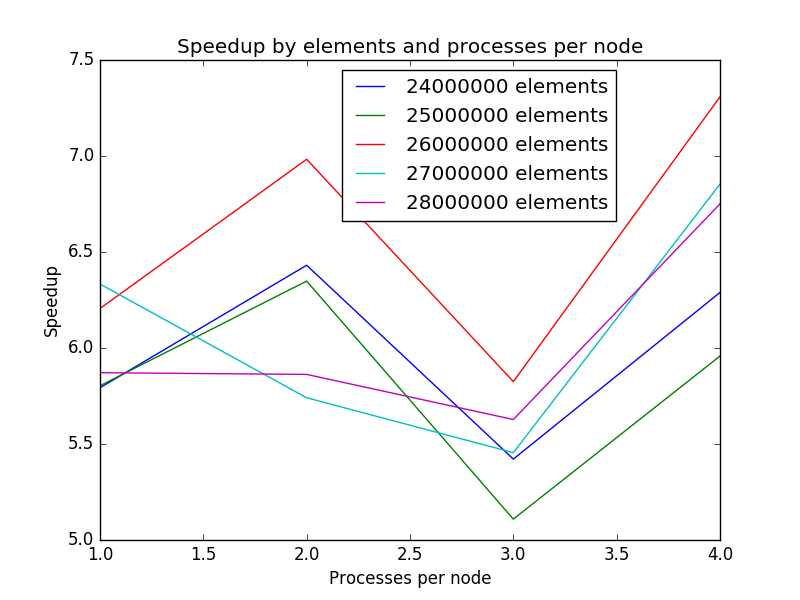 Speedup by elements and processes per node
7.5
7.0
6.5
6.0
5.5
5.0
Speedup
24000000 elements
25000000 elements
26000000 elements
27000000 elements
28000000 elements
1.0 1.5 2.0 2.5 3.0 3.5 4.0
Processes per node